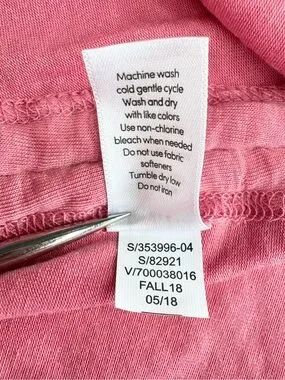 Machine wash
cold gentle cycle
Wash and dry
with like colors
Use non-chlorine
bleach when needed
Do not use fabric
softeners
Tumble dry low
Do not iron
S/353996-04
S/82921
V/700038016
FALL18
05/18